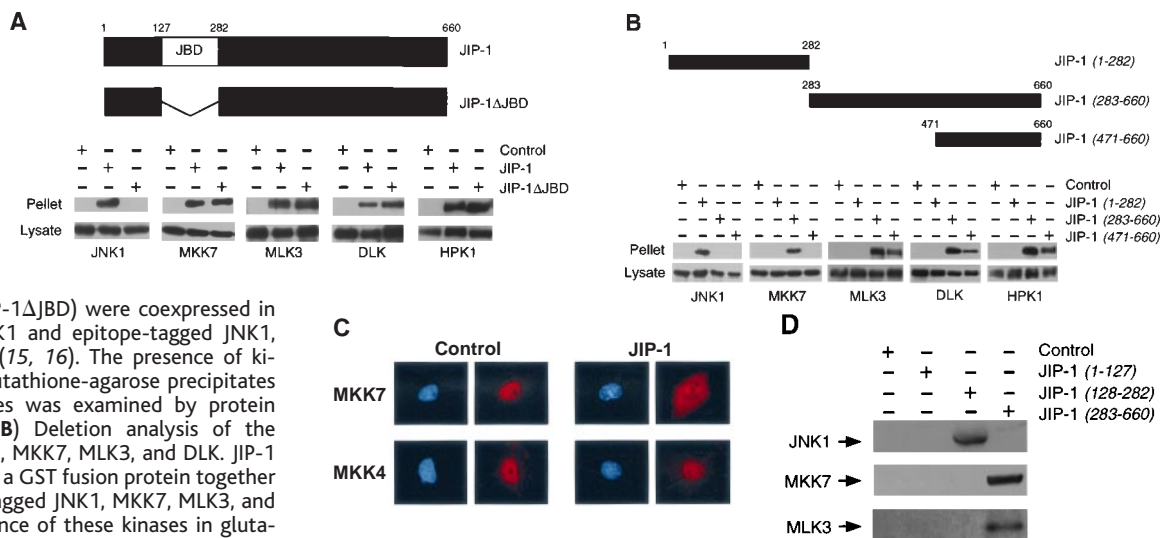 A
1 127 282 660
JBD
JIP-1
JIP-1ΔJBD
+ − − + − − + − − + − − + − − Control
− + − − + − − + − − + − − + − JIP-1
− − + − − + − − + − − + − − + JIP-1ΔJBD
Pellet
Lysate
JNK1 MKK7 MLK3 DLK HPK1
B
1 282
JIP-1 (1-282)
283 660
JIP-1 (283-660)
471 660
JIP-1 (471-660)
+ − − − + − − − + − − − + − − − + − − − Control
− + − − − + − − − + − − − + − − − + − − JIP-1 (1-282)
− − + − − − + − − − + − − − + − − − + − JIP-1 (283-660)
− − − + − − − + − − − + − − − + − − − + JIP-1 (471-660)
Pellet
Lysate
JNK1 MKK7 MLK3 DLK HPK1
P-1ΔJBD) were coexpressed in
K1 and epitope-tagged JNK1,
(15, 16). The presence of ki-
utathione-agarose precipitates
es was examined by protein
B) Deletion analysis of the
, MKK7, MLK3, and DLK. JIP-1
a GST fusion protein together
agged JNK1, MKK7, MLK3, and
nce of these kinases in gluta-
C
Control JIP-1
MKK7
MKK4
D
+ − − − Control
− + − − JIP-1 (1-127)
− − + − JIP-1 (128-282)
− − − + JIP-1 (283-660)
JNK1
MKK7
MLK3